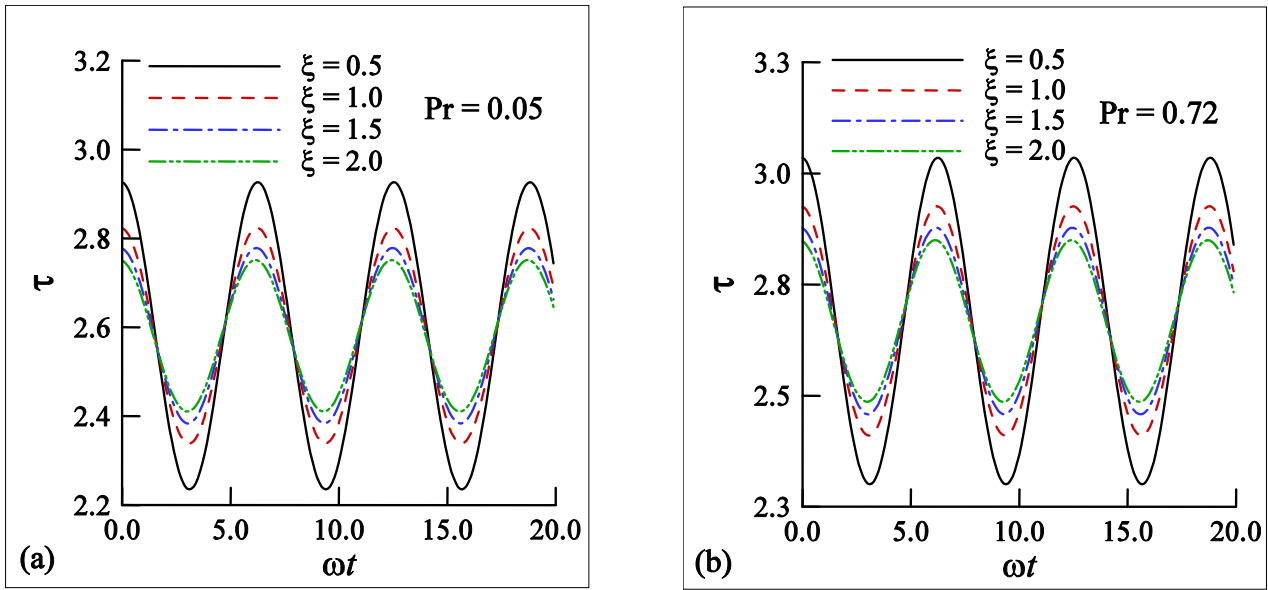 3.2
3.0
2.8
2.6
2.4
2.2
τ
ξ = 0.5
ξ = 1.0
ξ = 1.5
ξ = 2.0
Pr = 0.05
0.0 5.0 10.0 15.0 20.0
ωt
(a)
3.3
3.0
2.8
2.5
2.3
τ
ξ = 0.5
ξ = 1.0
ξ = 1.5
ξ = 2.0
Pr = 0.72
0.0 5.0 10.0 15.0 20.0
ωt
(b)